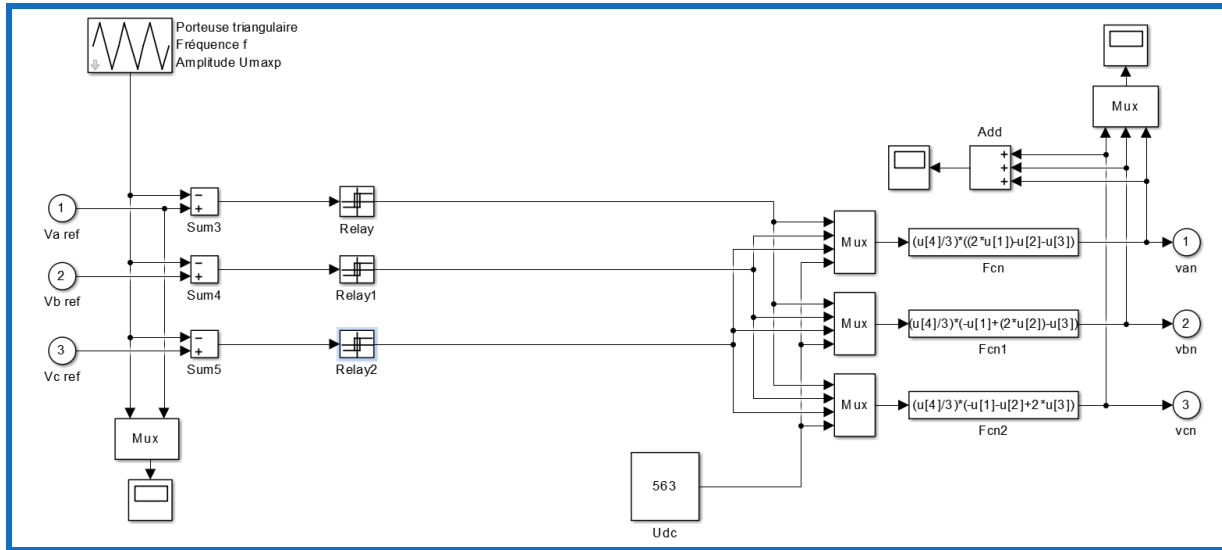 Porteuse triangulaire
Fréquence f
Amplitude Umaxp
Mux
Add
+
+
+
1
Va ref
−
+
Sum3
Relay
Mux
(u[4]/3)*((2*u[1])-u[2]-u[3])
Fcn
1
van
2
Vb ref
−
+
Sum4
Relay1
Mux
(u[4]/3)*(-u[1]+(2*u[2])-u[3])
Fcn1
2
vbn
3
Vc ref
−
+
Sum5
Relay2
Mux
(u[4]/3)*(-u[1]-u[2]+2*u[3])
Fcn2
3
vcn
Mux
563
Udc